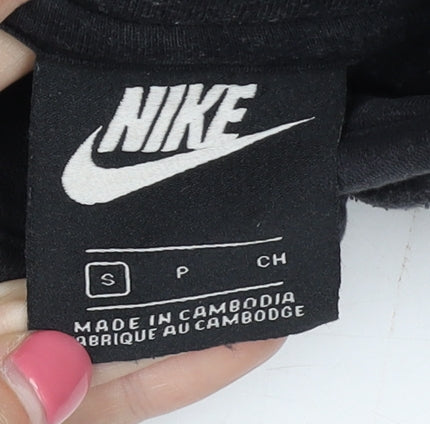 NIKE
S P CH
MADE IN CAMBODIA
ABRIQUE AU CAMBODGE